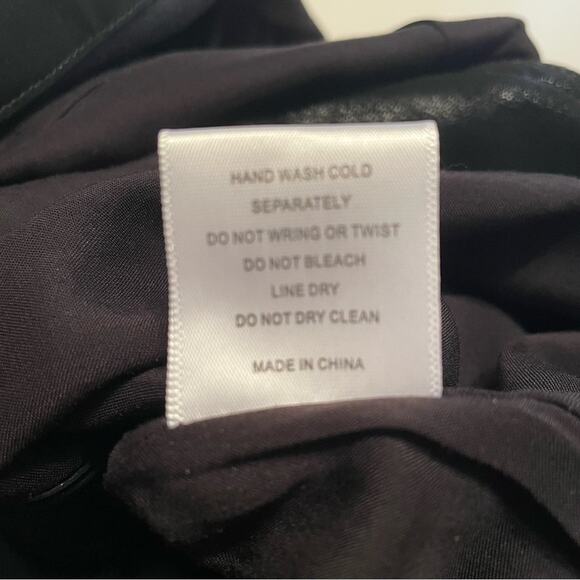 HAND WASH COLD
SEPARATELY
DO NOT WRING OR TWIST
DO NOT BLEACH
LINE DRY
DO NOT DRY CLEAN
MADE IN CHINA